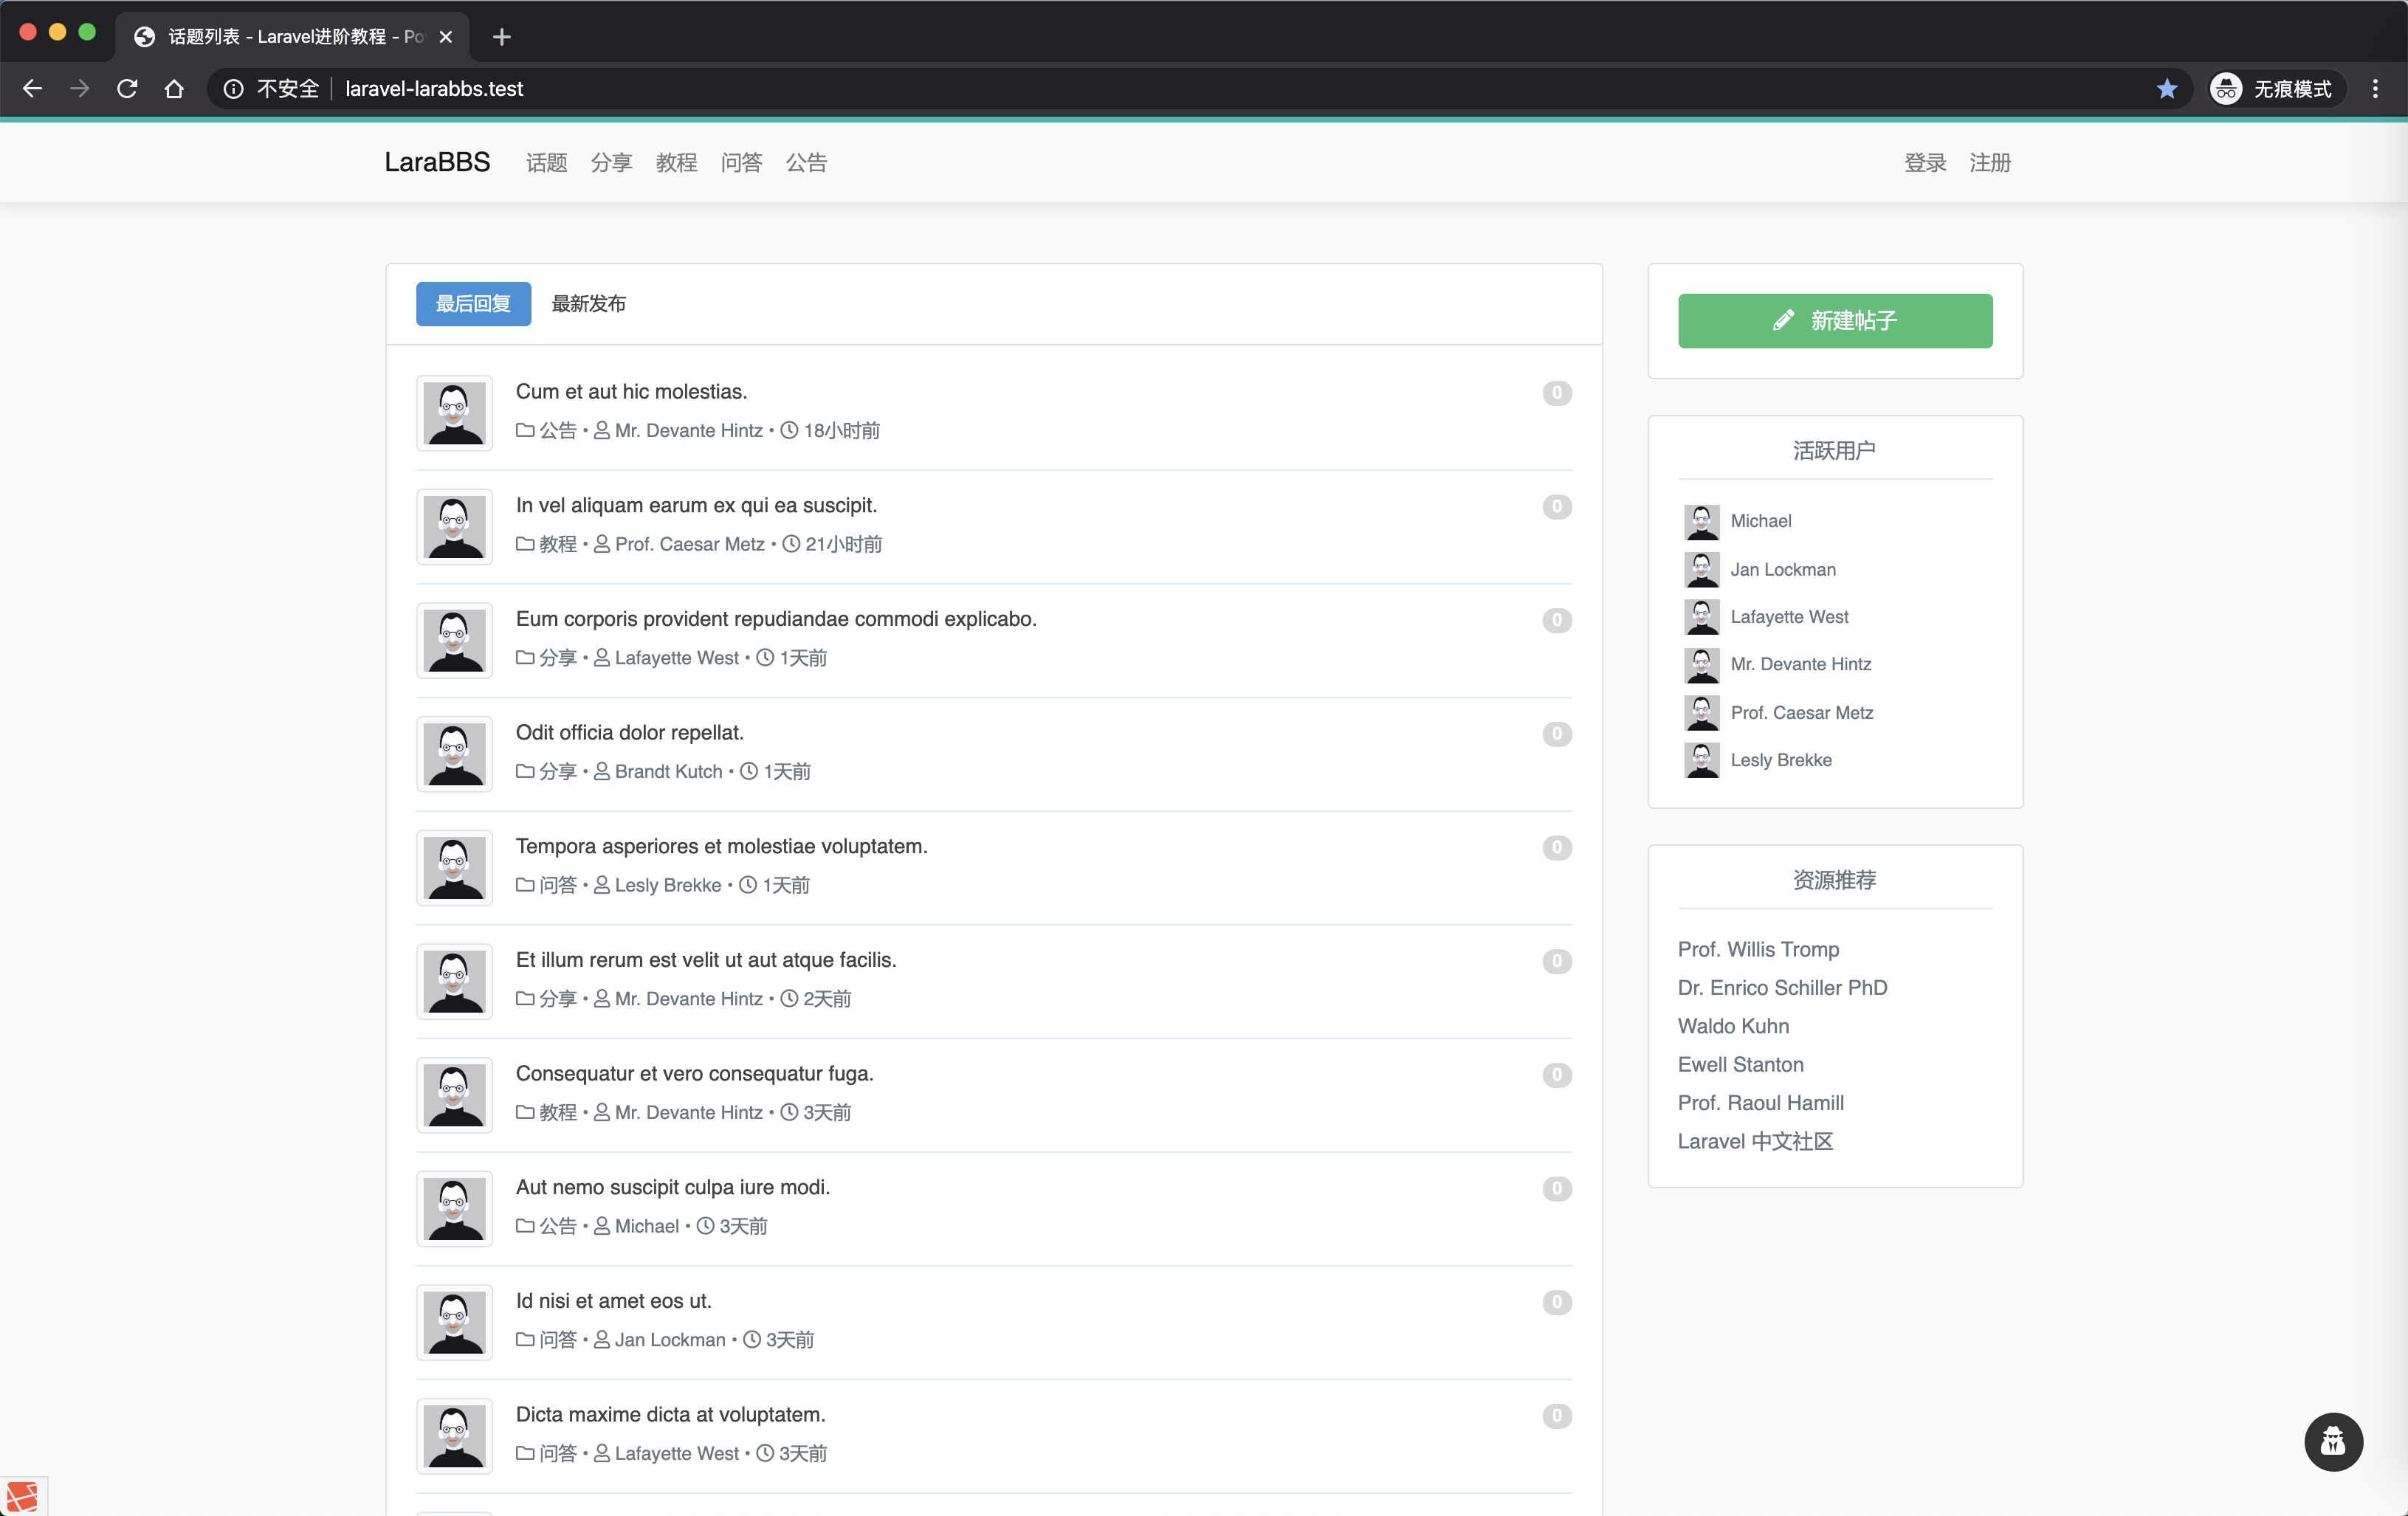 话题列表 - Laravel进阶教程 - Po
不安全 laravel-larabbs.test
无痕模式
LaraBBS 话题 分享 教程 问答 公告 登录 注册
最后回复 最新发布
Cum et aut hic molestias. 0
公告 • Mr. Devante Hintz • 18小时前
In vel aliquam earum ex qui ea suscipit. 0
教程 • Prof. Caesar Metz • 21小时前
Eum corporis provident repudiandae commodi explicabo. 0
分享 • Lafayette West • 1天前
Odit officia dolor repellat. 0
分享 • Brandt Kutch • 1天前
Tempora asperiores et molestiae voluptatem. 0
问答 • Lesly Brekke • 1天前
Et illum rerum est velit ut aut atque facilis. 0
分享 • Mr. Devante Hintz • 2天前
Consequatur et vero consequatur fuga. 0
教程 • Mr. Devante Hintz • 3天前
Aut nemo suscipit culpa iure modi. 0
公告 • Michael • 3天前
Id nisi et amet eos ut. 0
问答 • Jan Lockman • 3天前
Dicta maxime dicta at voluptatem. 0
问答 • Lafayette West • 3天前
新建帖子
活跃用户
Michael
Jan Lockman
Lafayette West
Mr. Devante Hintz
Prof. Caesar Metz
Lesly Brekke
资源推荐
Prof. Willis Tromp
Dr. Enrico Schiller PhD
Waldo Kuhn
Ewell Stanton
Prof. Raoul Hamill
Laravel 中文社区